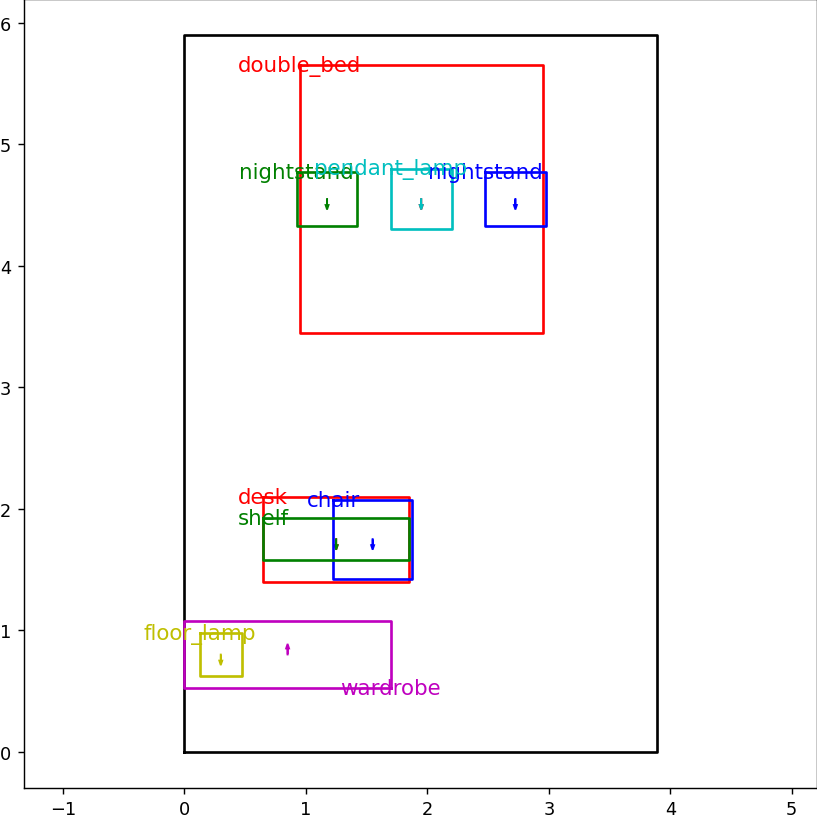 6
double_bed
5
nightstand
pendant_lamp
nightstand
4
3
2
desk
chair
shelf
1
floor_lamp
wardrobe
0
−1
0
1
2
3
4
5